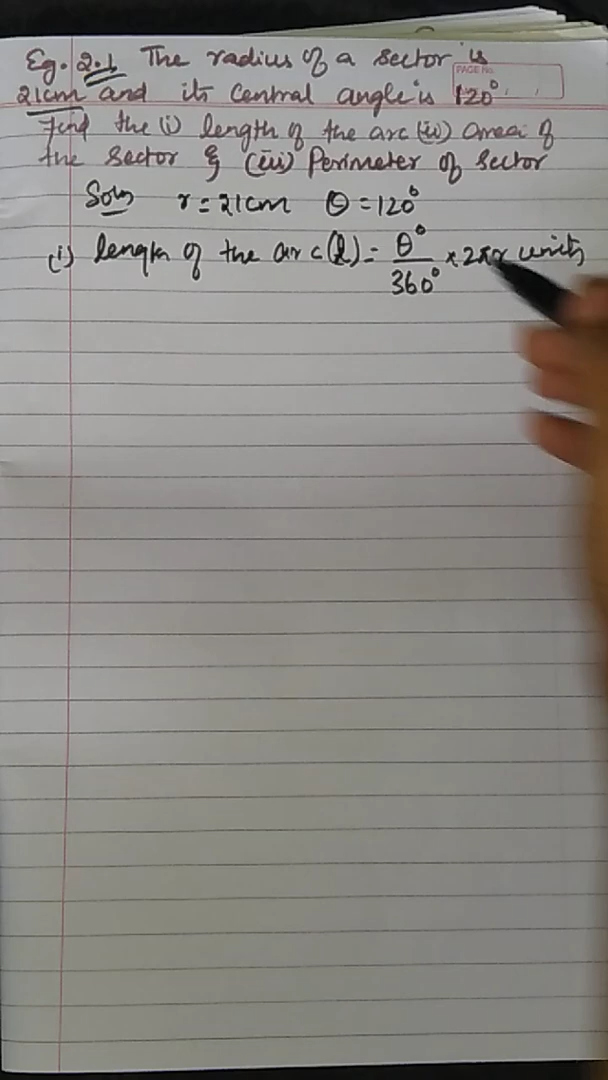 Eg. 2.1 The radius of a sector is
PAGE No.
21cm and its central angle is 120°.
Find the (i) length of the arc (ii) area of
the sector & (iii) Perimeter of sector
Soln r = 21cm θ = 120°
(i) length of the arc (l) = θ°/360° × 2πr units